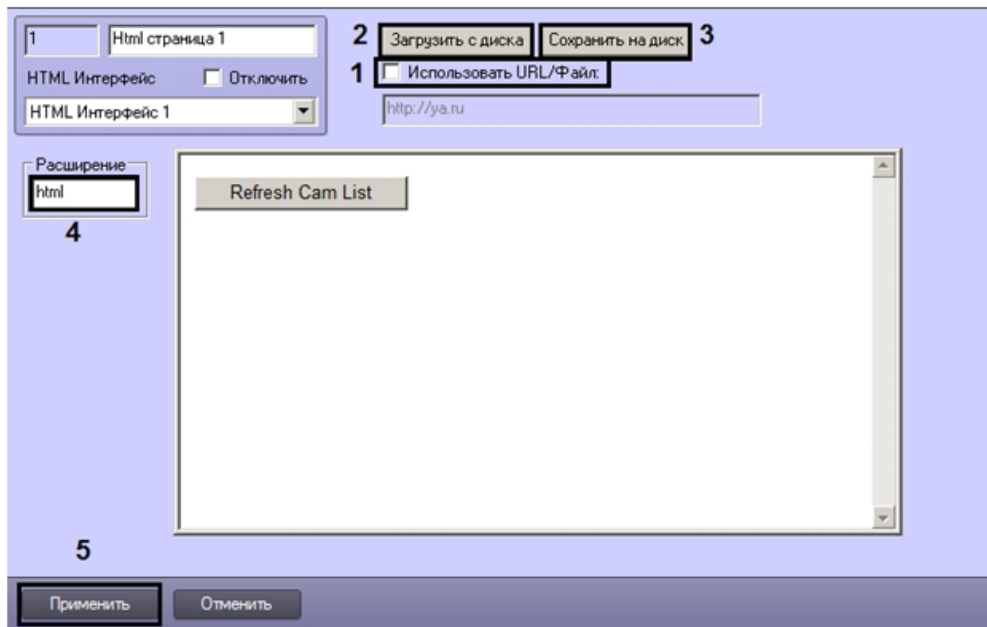 1 Html страница 1
HTML Интерфейс Отключить
HTML Интерфейс 1
2 Загрузить с диска Сохранить на диск 3
1 Использовать URL/Файл:
http://ya.ru
Расширение
html
4
Refresh Cam List
5
Применить Отменить